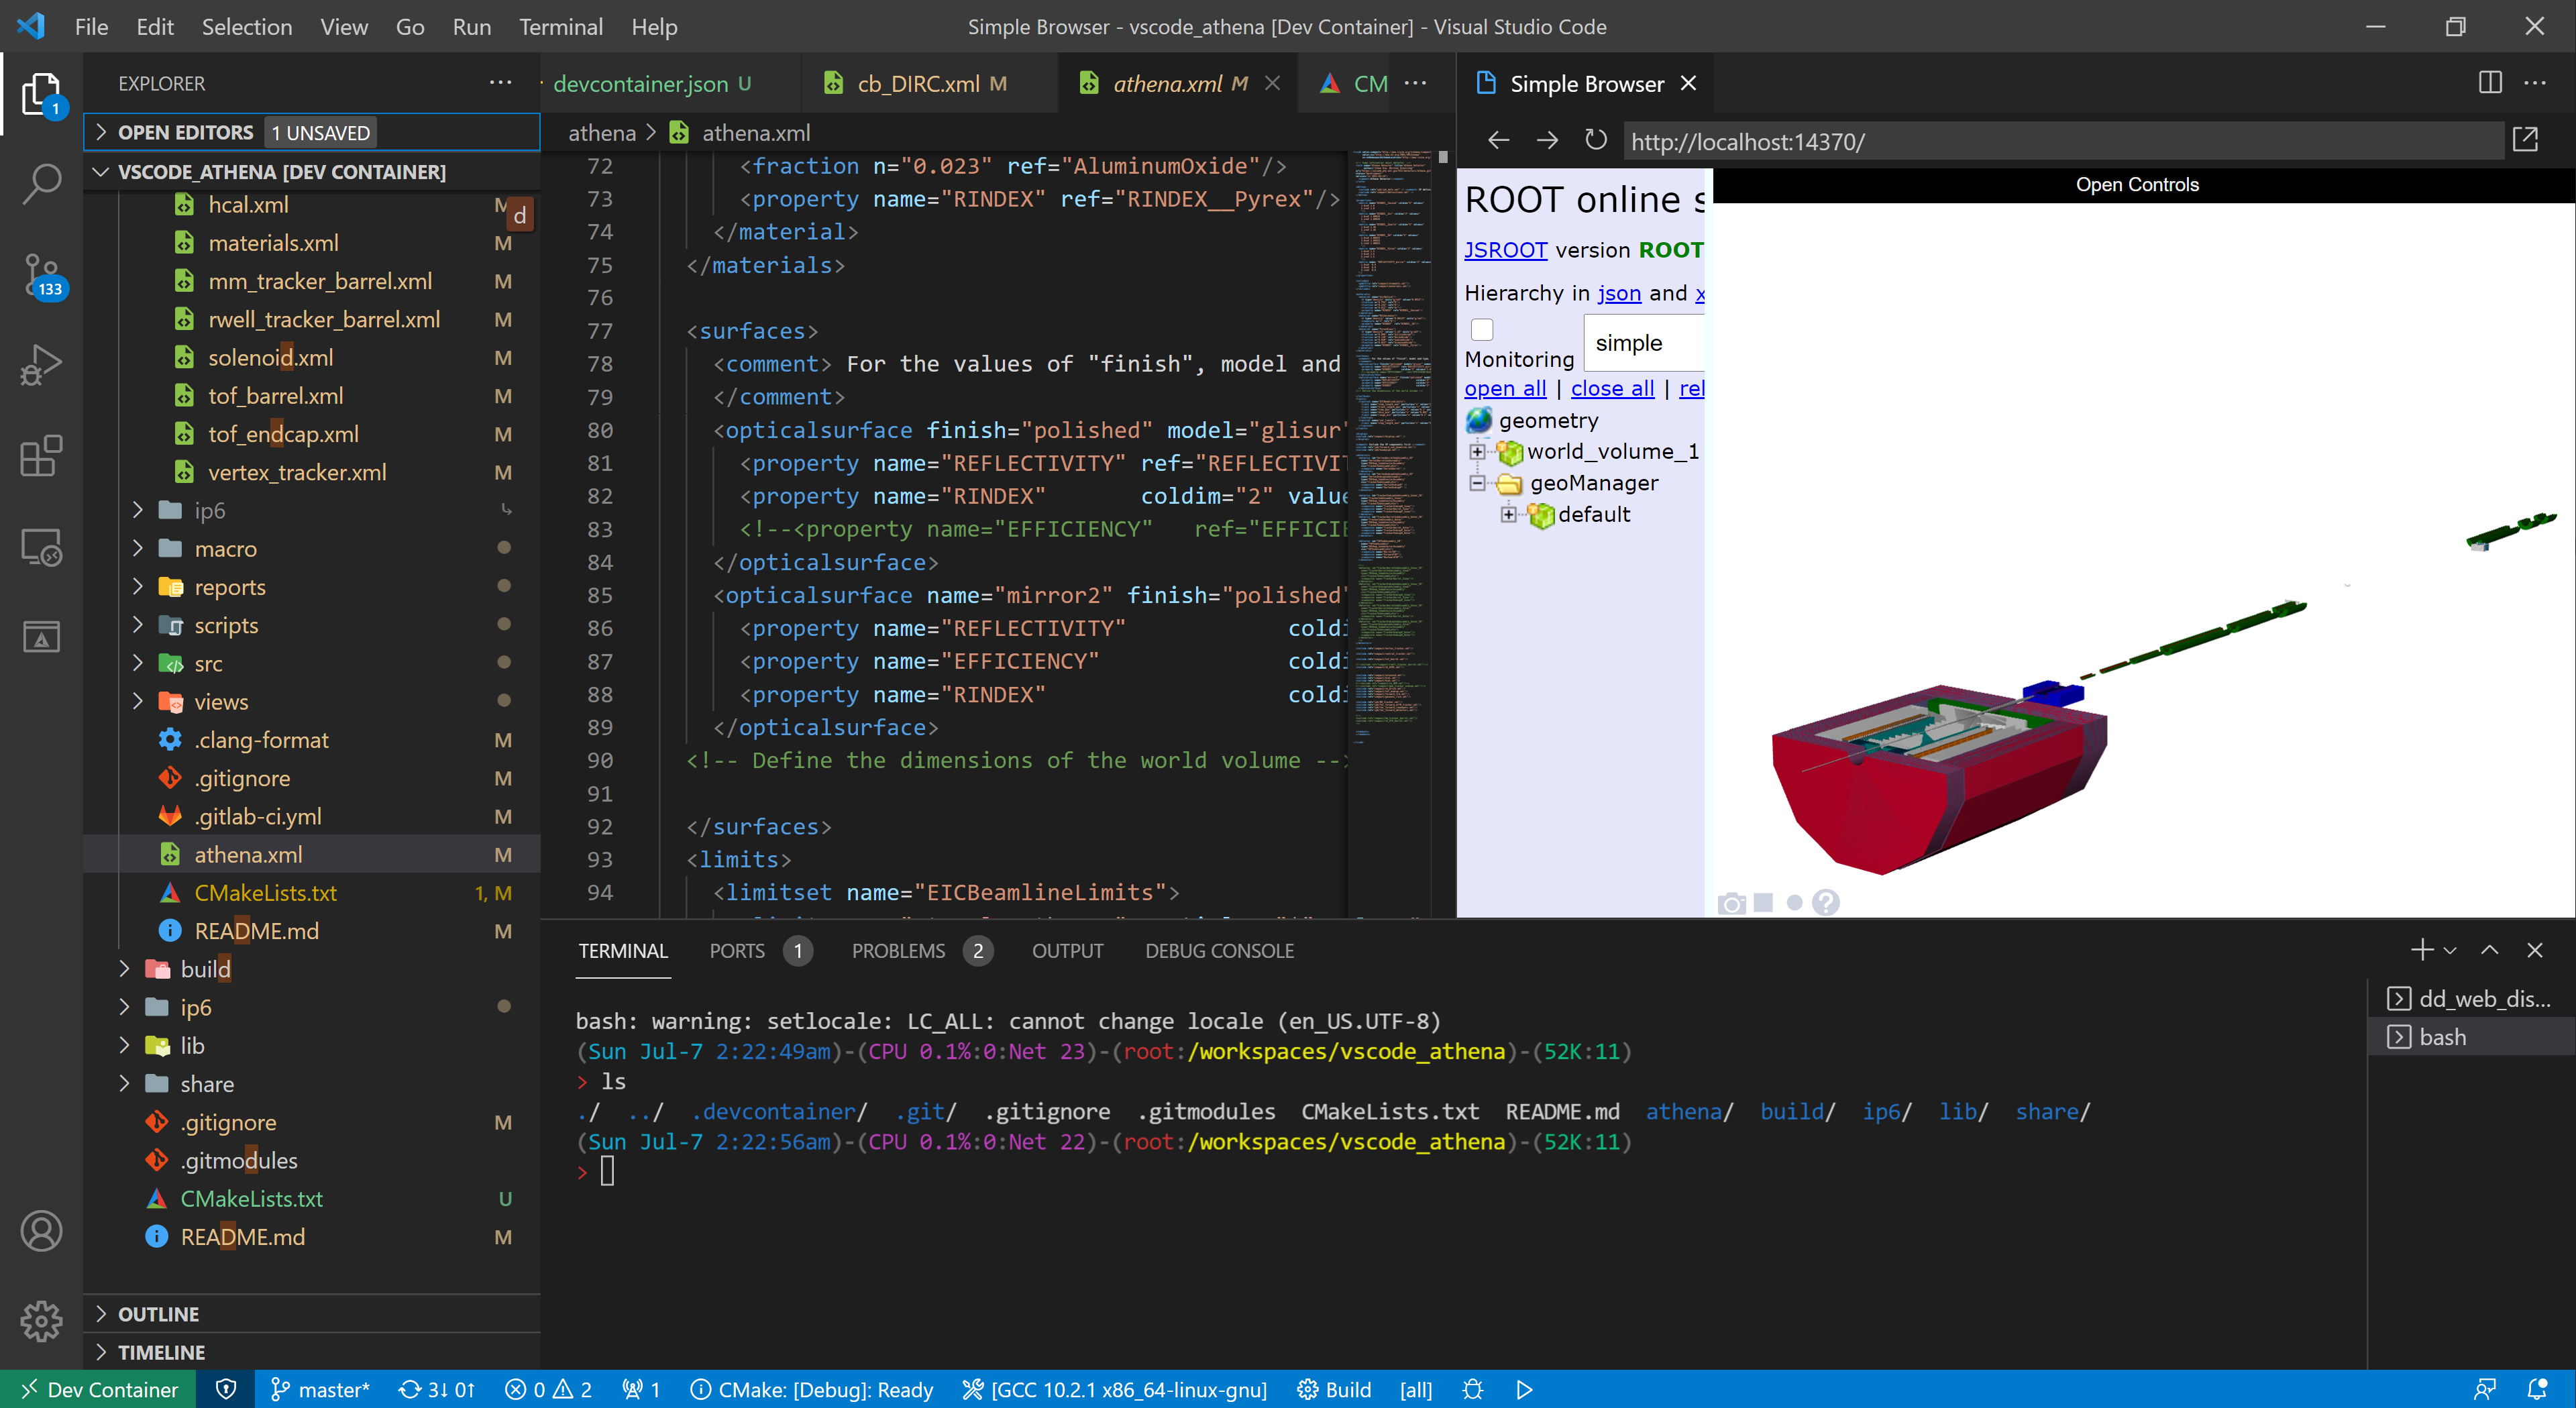 File Edit Selection View Go Run Terminal Help
Simple Browser - vscode_athena [Dev Container] - Visual Studio Code
1
133
EXPLORER
OPEN EDITORS 1 UNSAVED
VSCODE_ATHENA [DEV CONTAINER]
hcal.xml M
d
materials.xml M
mm_tracker_barrel.xml M
rwell_tracker_barrel.xml M
solenoid.xml M
tof_barrel.xml M
tof_endcap.xml M
vertex_tracker.xml M
ip6
macro
reports
scripts
src
views
.clang-format M
.gitignore M
.gitlab-ci.yml M
athena.xml M
CMakeLists.txt 1, M
README.md M
build
ip6
lib
share
.gitignore M
.gitmodules
CMakeLists.txt U
README.md M
OUTLINE
TIMELINE
devcontainer.json U cb_DIRC.xml M athena.xml M CM
athena > athena.xml
72 <fraction n="0.023" ref="AluminumOxide"/>
73 <property name="RINDEX" ref="RINDEX__Pyrex"/>
74 </material>
75 </materials>
76
77 <surfaces>
78 <comment> For the values of "finish", model and
79 </comment>
80 <opticalsurface finish="polished" model="glisur"
81 <property name="REFLECTIVITY" ref="REFLECTIVI
82 <property name="RINDEX" coldim="2" value
83 <!--<property name="EFFICIENCY" ref="EFFICIE
84 </opticalsurface>
85 <opticalsurface name="mirror2" finish="polished"
86 <property name="REFLECTIVITY" coldi
87 <property name="EFFICIENCY" coldi
88 <property name="RINDEX" coldi
89 </opticalsurface>
90 <!-- Define the dimensions of the world volume -->
91
92 </surfaces>
93 <limits>
94 <limitset name="EICBeamlineLimits">
Simple Browser
http://localhost:14370/
ROOT online s
JSROOT version ROOT
Hierarchy in json and x
Monitoring simple
open all | close all | rel
geometry
world_volume_1
geoManager
default
Open Controls
TERMINAL PORTS 1 PROBLEMS 2 OUTPUT DEBUG CONSOLE
bash: warning: setlocale: LC_ALL: cannot change locale (en_US.UTF-8)
(Sun Jul-7 2:22:49am)-(CPU 0.1%:0:Net 23)-(root:/workspaces/vscode_athena)-(52K:11)
> ls
./ ../ .devcontainer/ .git/ .gitignore .gitmodules CMakeLists.txt README.md athena/ build/ ip6/ lib/ share/
(Sun Jul-7 2:22:56am)-(CPU 0.1%:0:Net 22)-(root:/workspaces/vscode_athena)-(52K:11)
>
dd_web_dis...
bash
Dev Container master* 3↓ 0↑ 0 2 1 CMake: [Debug]: Ready [GCC 10.2.1 x86_64-linux-gnu] Build [all]